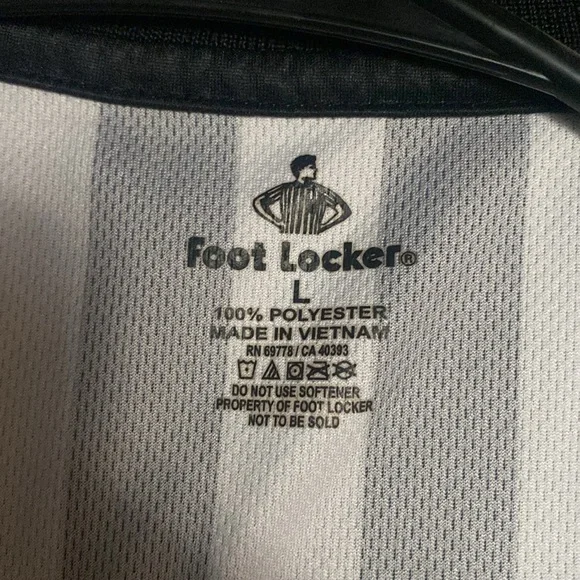 Foot Locker®
L
100% POLYESTER
MADE IN VIETNAM
RN 69778 / CA 40393
DO NOT USE SOFTENER
PROPERTY OF FOOT LOCKER
NOT TO BE SOLD